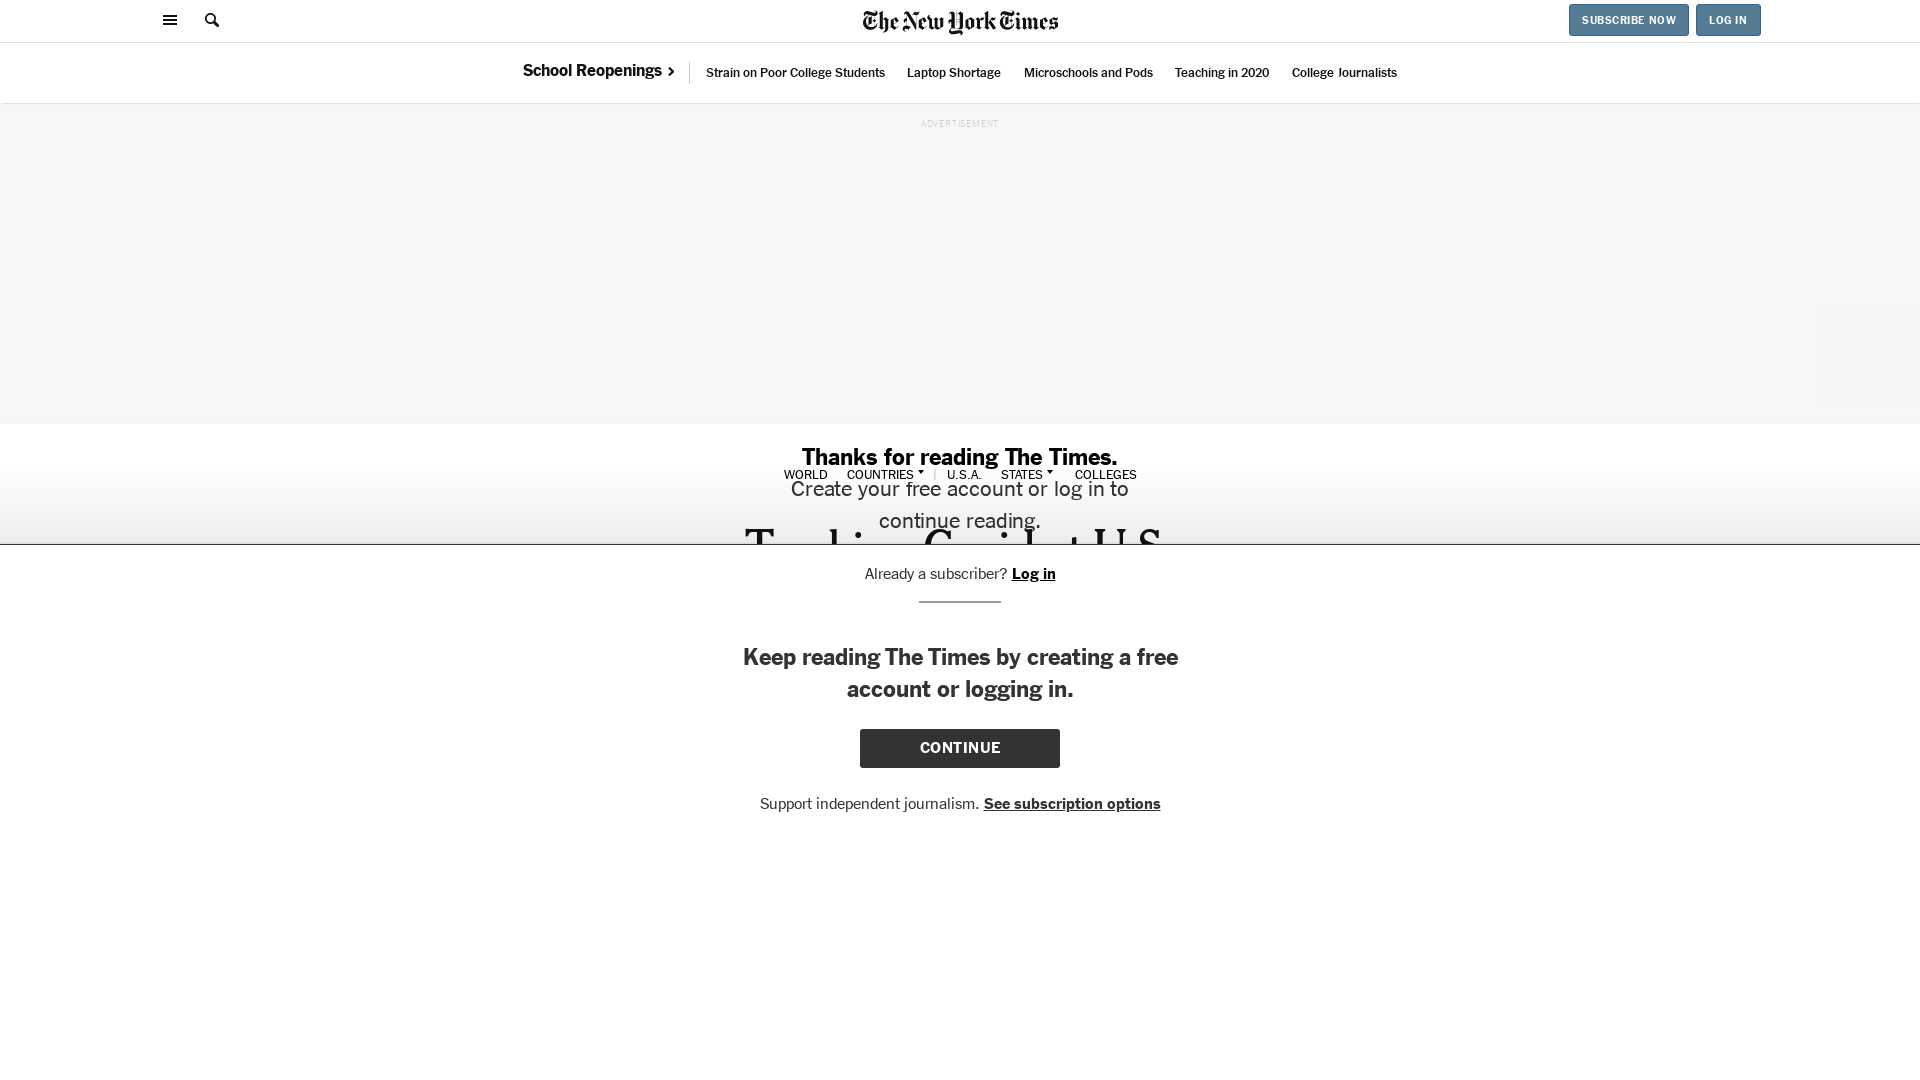 The New York Times
SUBSCRIBE NOW
LOG IN
School Reopenings
Strain on Poor College Students
Laptop Shortage
Microschools and Pods
Teaching in 2020
College Journalists
ADVERTISEMENT
Thanks for reading The Times.
WORLD COUNTRIES U.S.A. STATES COLLEGES
Create your free account or log in to
continue reading.
Already a subscriber? Log in
Keep reading The Times by creating a free
account or logging in.
CONTINUE
Support independent journalism. See subscription options